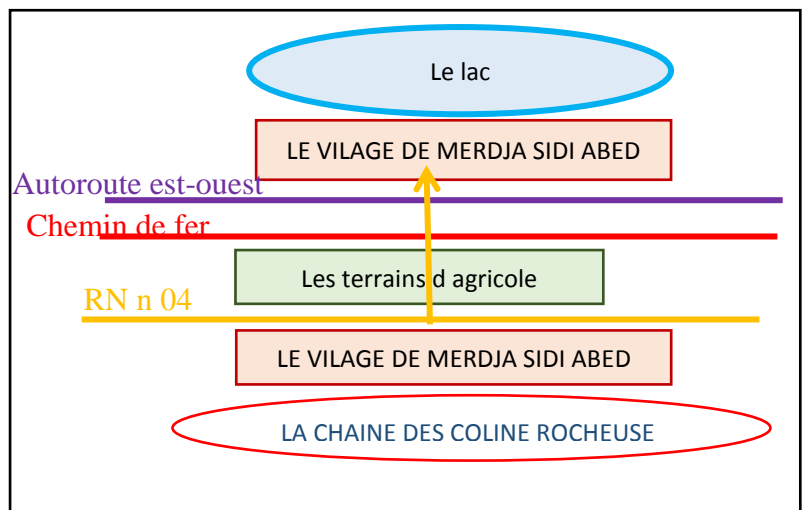 Le lac
LE VILAGE DE MERDJA SIDI ABED
Autoroute est-ouest
Chemin de fer
Les terrains d agricole
RN n 04
LE VILAGE DE MERDJA SIDI ABED
LA CHAINE DES COLINE ROCHEUSE